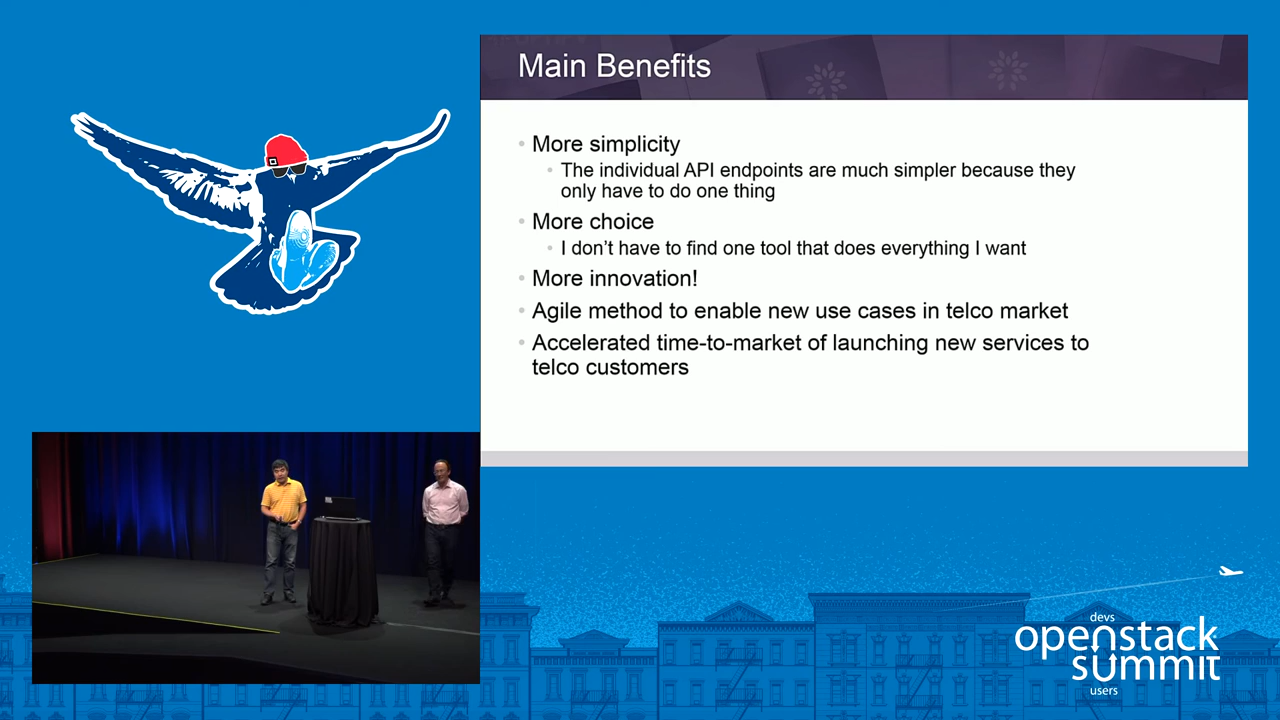 Main Benefits
• More simplicity
• The individual API endpoints are much simpler because they
only have to do one thing
• More choice
• I don’t have to find one tool that does everything I want
• More innovation!
• Agile method to enable new use cases in telco market
• Accelerated time-to-market of launching new services to
telco customers
devs
openstack
summit
users